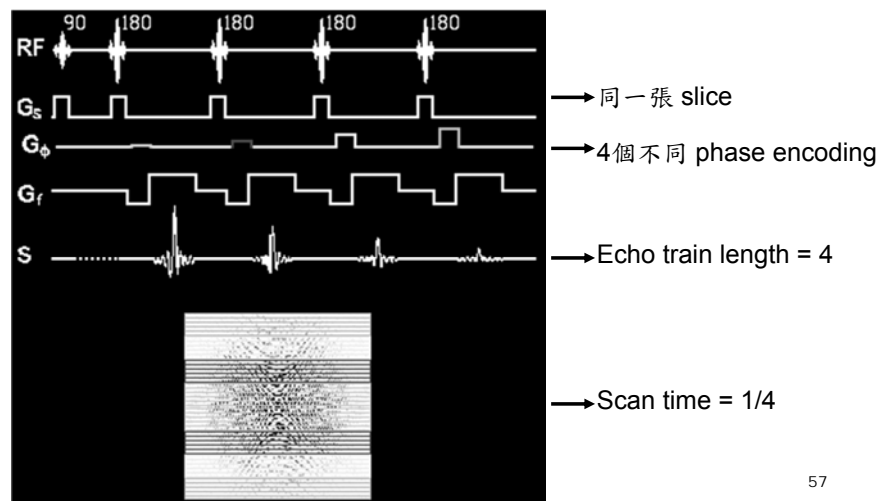 90 180 180 180 180
RF
Gs
→同一張 slice
Gϕ
→4個不同 phase encoding
Gf
S
→Echo train length = 4
→Scan time = 1/4
57